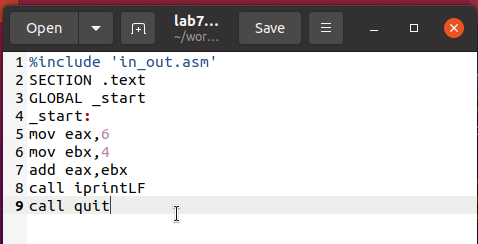 Open
lab7...
~/wor...
Save
1 %include 'in_out.asm'
2 SECTION .text
3 GLOBAL _start
4 _start:
5 mov eax,6
6 mov ebx,4
7 add eax,ebx
8 call iprintLF
9 call quit